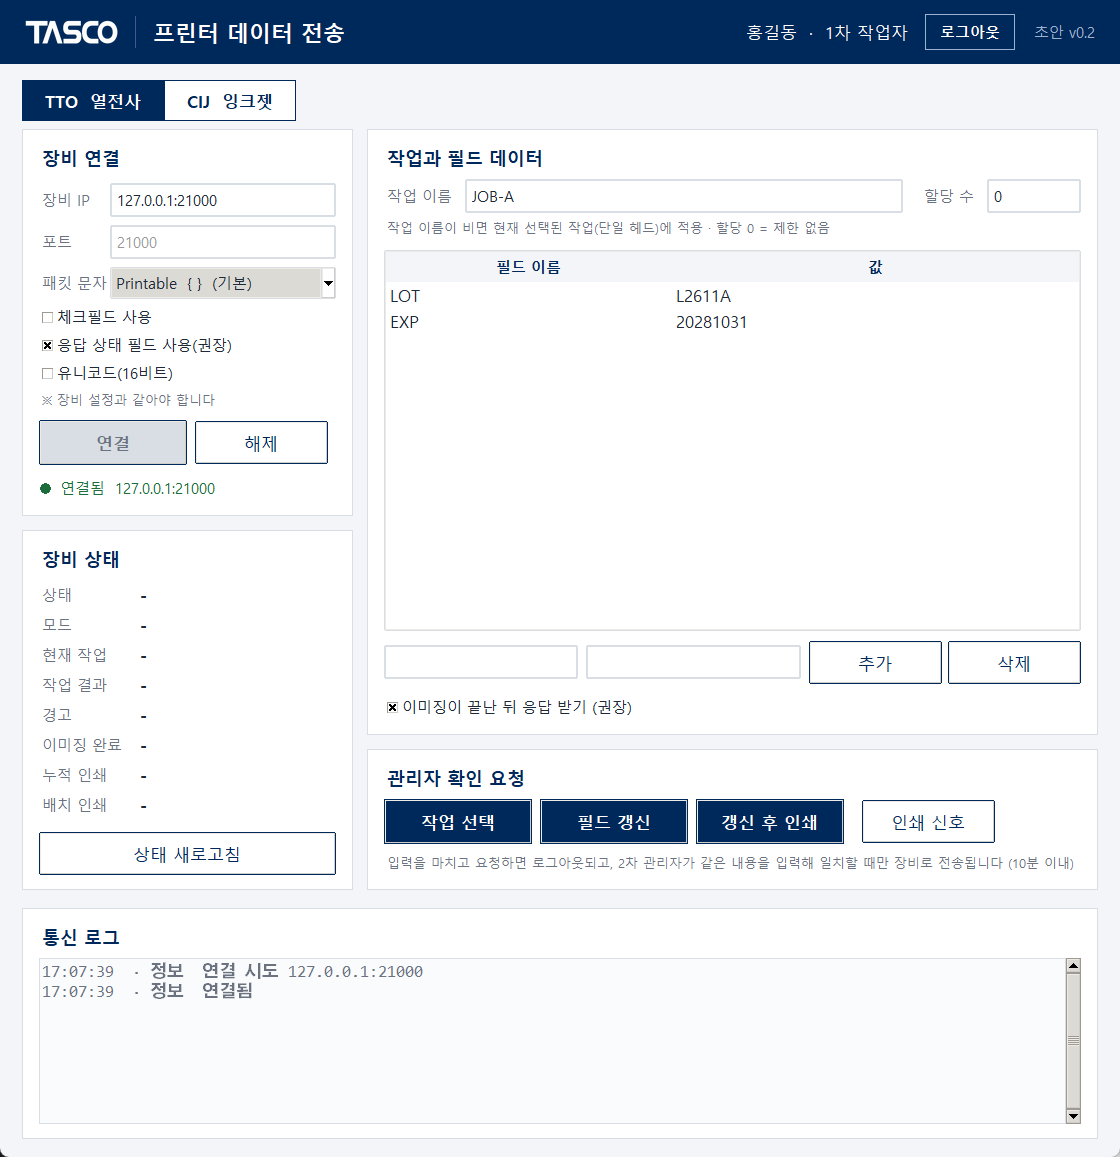 TASCO 프린터 데이터 전송 홍길동 · 1차 작업자 로그아웃 초안 v0.2
TTO 열전사 CIJ 잉크젯
장비 연결
장비 IP 127.0.0.1:21000
포트 21000
패킷 문자 Printable { } (기본)
체크필드 사용
응답 상태 필드 사용(권장)
유니코드(16비트)
※ 장비 설정과 같아야 합니다
연결 해제
연결됨 127.0.0.1:21000
장비 상태
상태 -
모드 -
현재 작업 -
작업 결과 -
경고 -
이미징 완료 -
누적 인쇄 -
배치 인쇄 -
상태 새로고침
작업과 필드 데이터
작업 이름 JOB-A 할당 수 0
작업 이름이 비면 현재 선택된 작업(단일 헤드)에 적용 · 할당 0 = 제한 없음
필드 이름 값
LOT L2611A
EXP 20281031
추가 삭제
이미징이 끝난 뒤 응답 받기 (권장)
관리자 확인 요청
작업 선택 필드 갱신 갱신 후 인쇄 인쇄 신호
입력을 마치고 요청하면 로그아웃되고, 2차 관리자가 같은 내용을 입력해 일치할 때만 장비로 전송됩니다 (10분 이내)
통신 로그
17:07:39 · 정보 연결 시도 127.0.0.1:21000
17:07:39 · 정보 연결됨